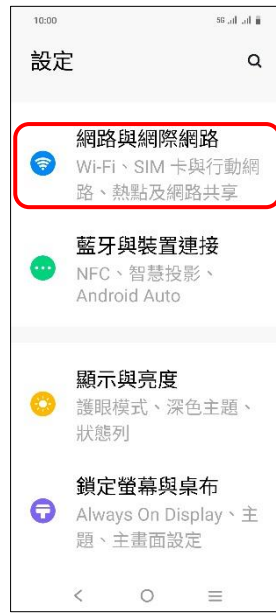 10:00
5G
設定
網路與網際網路
Wi-Fi、SIM 卡與行動網
路、熱點及網路共享
藍牙與裝置連接
NFC、智慧投影、
Android Auto
顯示與亮度
護眼模式、深色主題、
狀態列
鎖定螢幕與桌布
Always On Display、主
題、主畫面設定